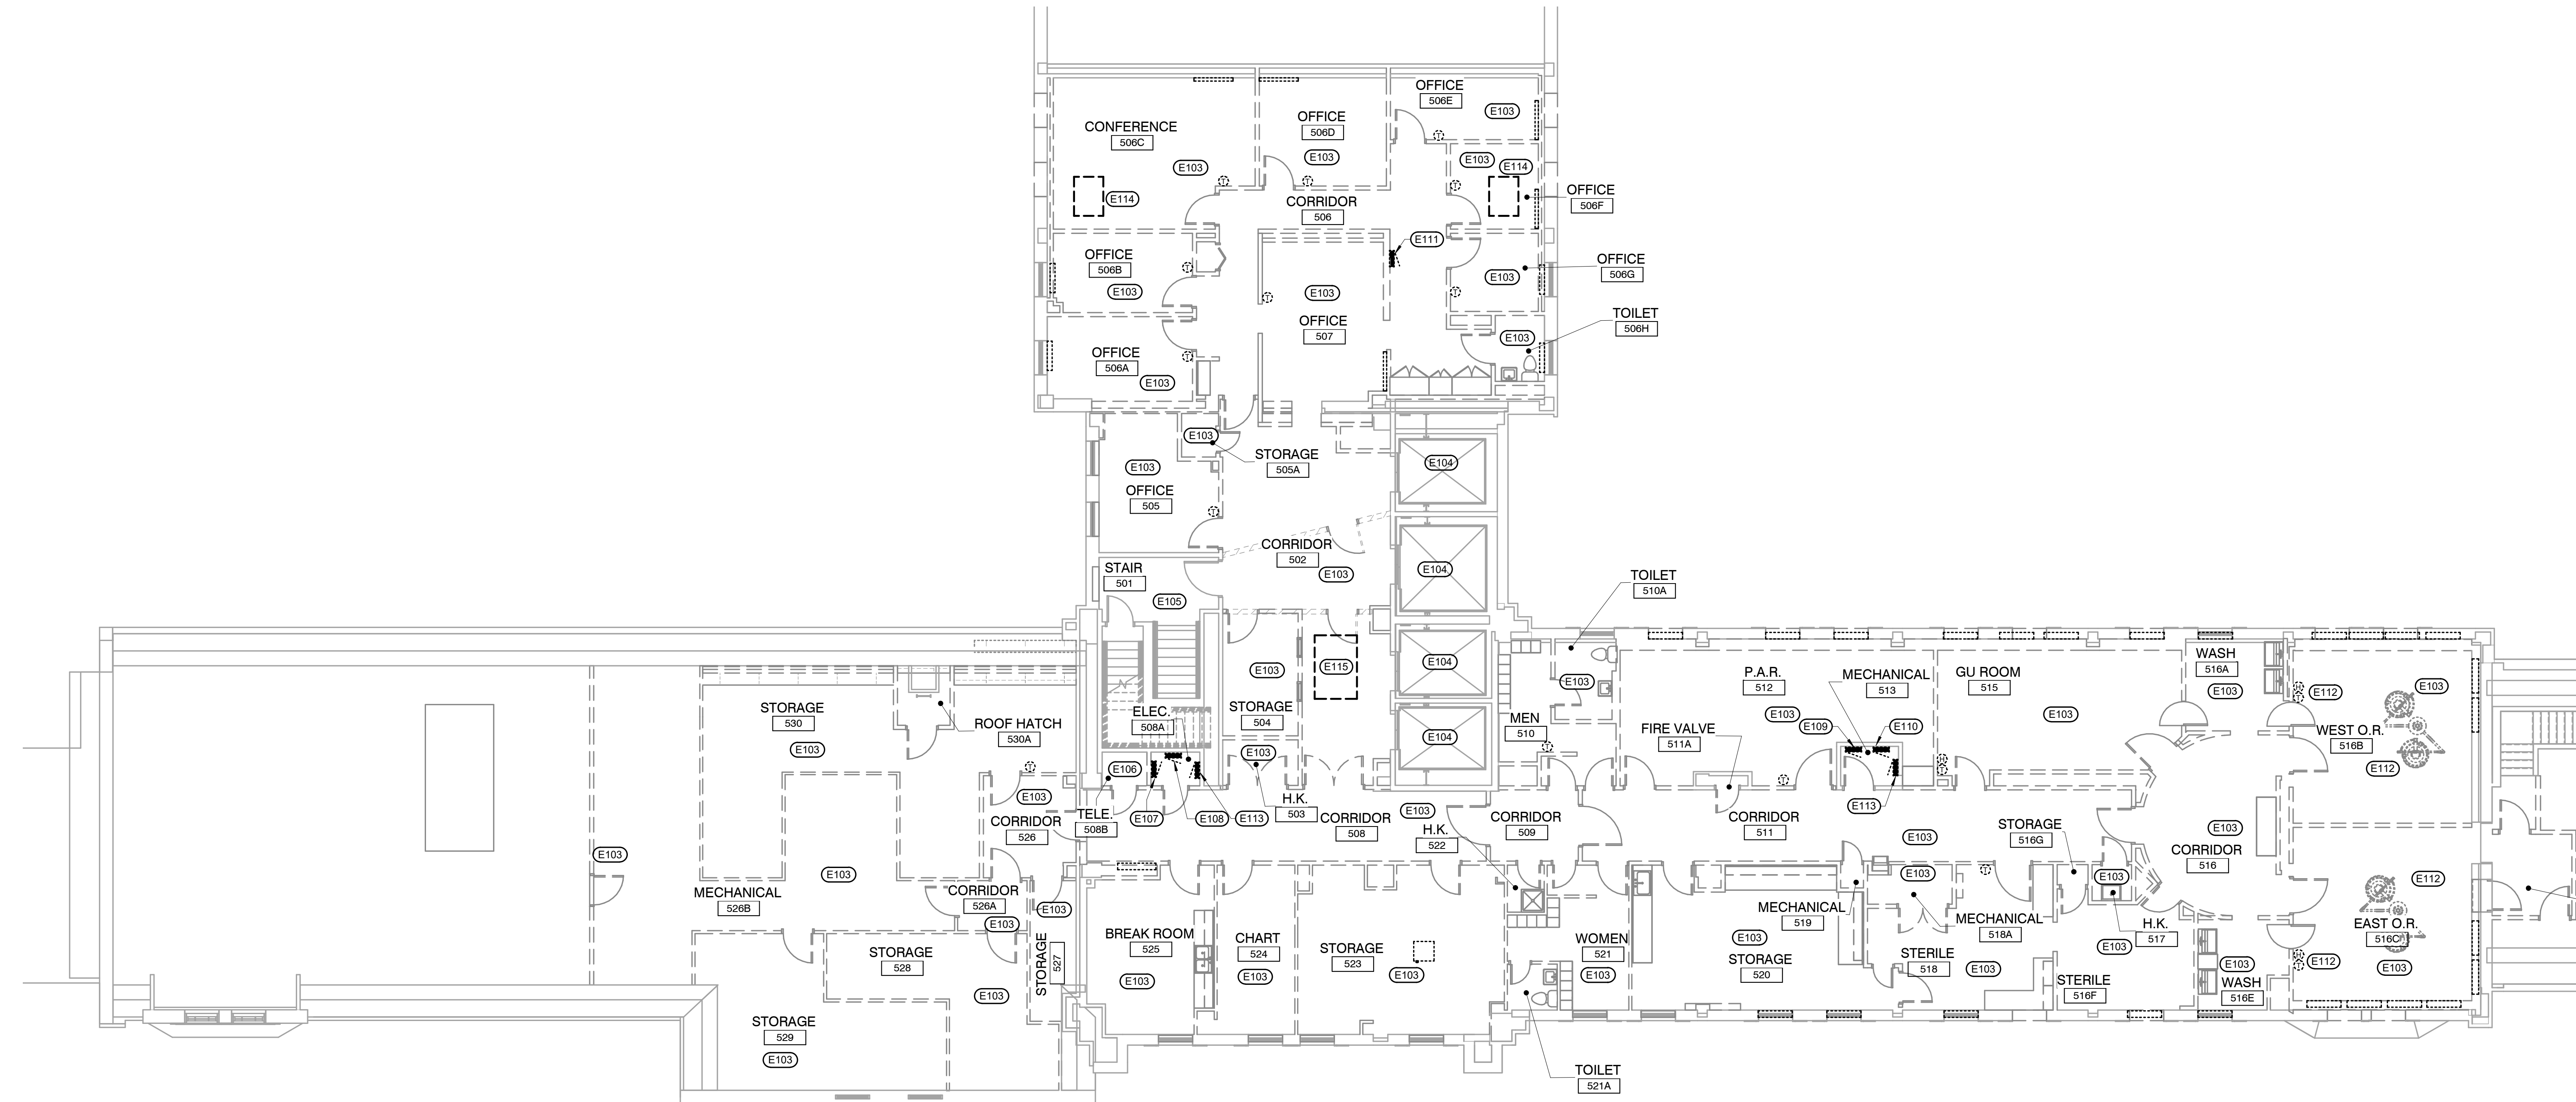 OFFICE
506E
E103
CONFERENCE
506C
E103
E114
OFFICE
506D
E103
E103
E114
OFFICE
506F
CORRIDOR
506
E111
OFFICE
506B
E103
E103
OFFICE
507
E103
OFFICE
506G
TOILET
506H
E103
OFFICE
506A
E103
E103
STORAGE
505A
E103
OFFICE
505
E104
CORRIDOR
502
E103
E104
STAIR
501
E105
TOILET
510A
E103
E115
E104
E103
STORAGE
504
ELEC.
508A
E104
MEN
510
P.A.R.
512
E103
MECHANICAL
513
E109
E110
FIRE VALVE
511A
GU ROOM
515
E103
WASH
516A
E103
E112
E103
WEST O.R.
516B
E112
STORAGE
530
E103
ROOF HATCH
530A
E103
E106
E103
TELE.
508B
E107
E108
E113
H.K.
503
CORRIDOR
508
E103
H.K.
522
CORRIDOR
509
CORRIDOR
511
E113
E103
CORRIDOR
526
STORAGE
516G
E103
CORRIDOR
516
E103
E103
MECHANICAL
526B
CORRIDOR
526A
E103
E103
E103
E103
E112
MECHANICAL
519
MECHANICAL
518A
H.K.
517
E103
EAST O.R.
516C
E112
E103
STORAGE
527
STORAGE
528
E103
BREAK ROOM
525
E103
CHART
524
E103
STORAGE
523
E103
WOMEN
521
E103
E103
STORAGE
520
STERILE
518
E103
STERILE
516F
E103
WASH
516E
STORAGE
529
E103
TOILET
521A
T
T
T
T
T
T
T
T
T
T
T
T
T
T
H
T
H
T
H
T